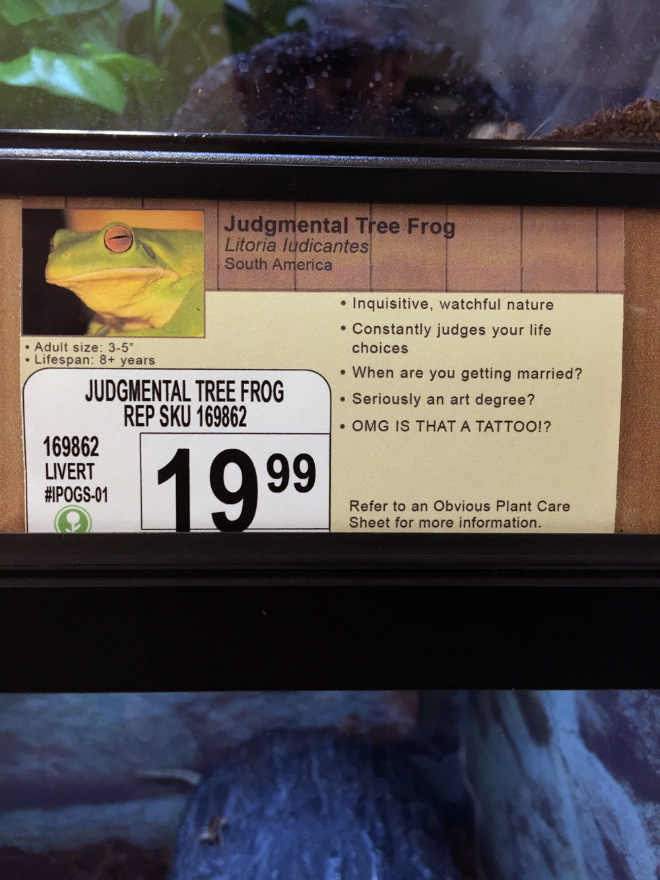 Judgmental Tree Frog
Litoria Iudicantes
South America
• Adult size: 3-5"
• Lifespan: 8+ years
• Inquisitive, watchful nature
• Constantly judges your life
choices
• When are you getting married?
• Seriously an art degree?
• OMG IS THAT A TATTOO!?
Refer to an Obvious Plant Care
Sheet for more information.
JUDGMENTAL TREE FROG
REP SKU 169862
169862
LIVERT
#IPOGS-01
19 99